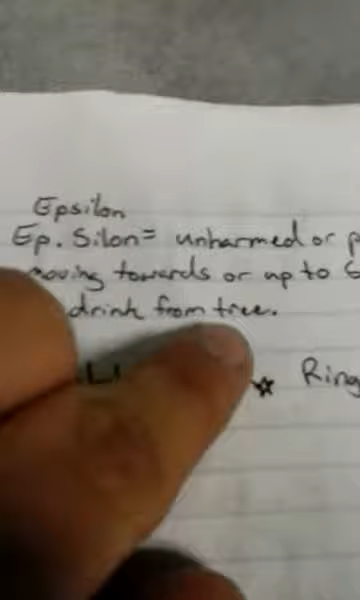 Epsilon
Ep. Silon= unharmed or
moving towards or up to
drink from tree.
Ring